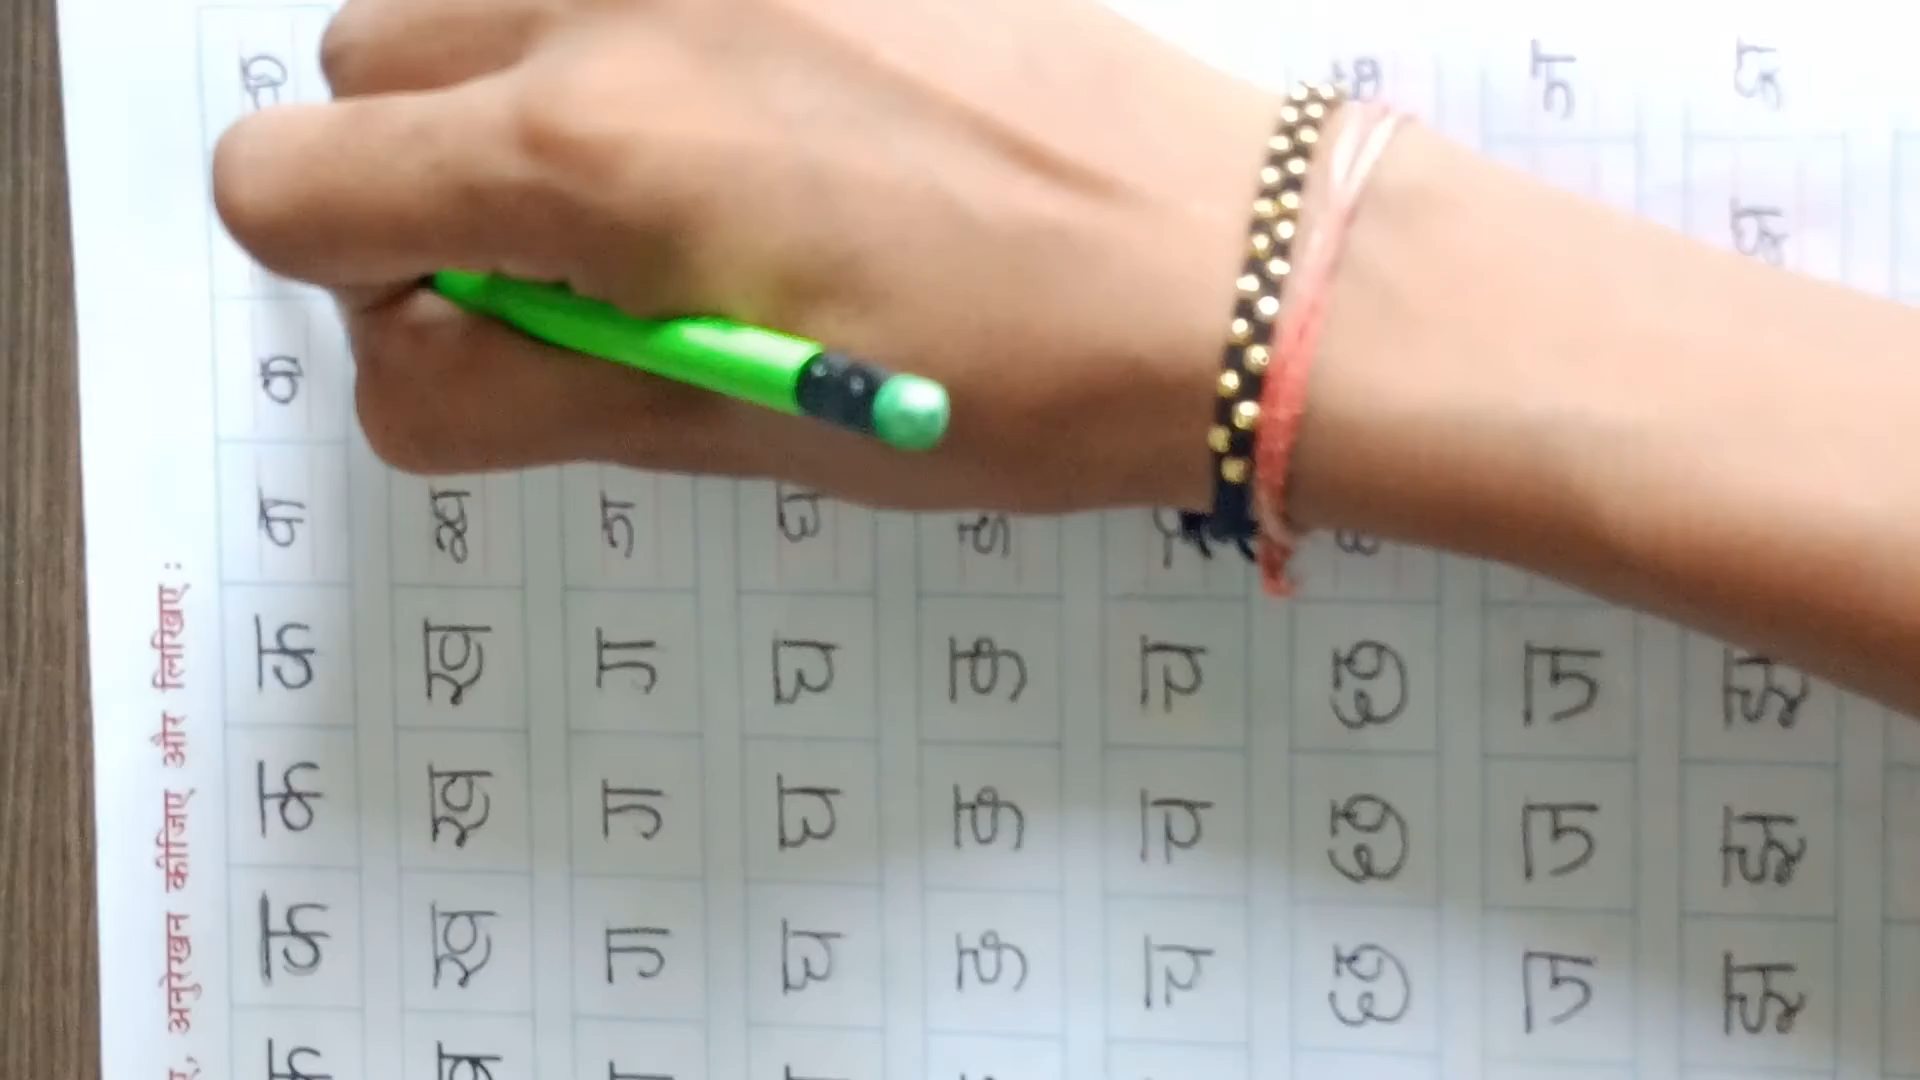 अनुरेखन कीजिए और लिखिए :
क क क क क क क
ख ख ख ख ख
ग ग ग ग
घ घ घ घ
ङ ङ ङ ङ
च च च
छ छ छ छ छ
ज ज ज ज
झ झ झ झ झ